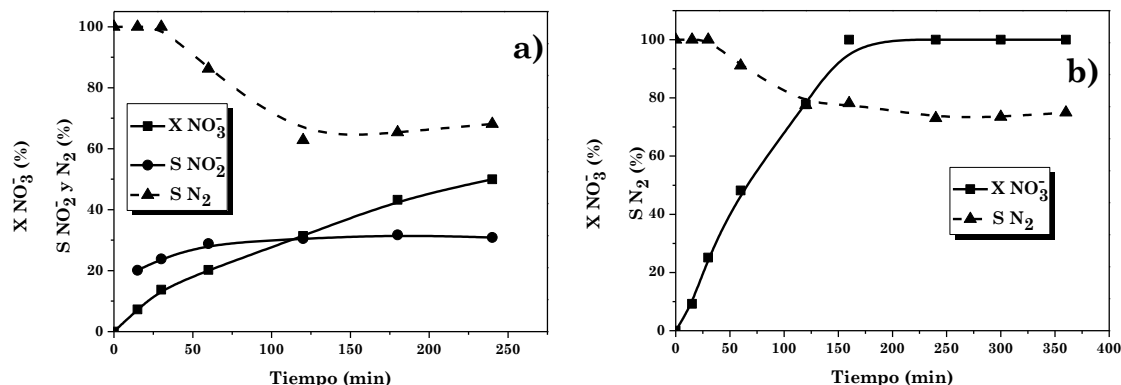 a)
X NO₃⁻ (%)
S NO₂⁻ y N₂ (%)
100
80
60
40
20
0
X NO₃⁻
S NO₂⁻
S N₂
0 50 100 150 200 250
Tiempo (min)
b)
X NO₃⁻ (%)
S N₂ (%)
100
80
60
40
20
0
X NO₃⁻
S N₂
0 50 100 150 200 250 300 350 400
Tiempo (min)